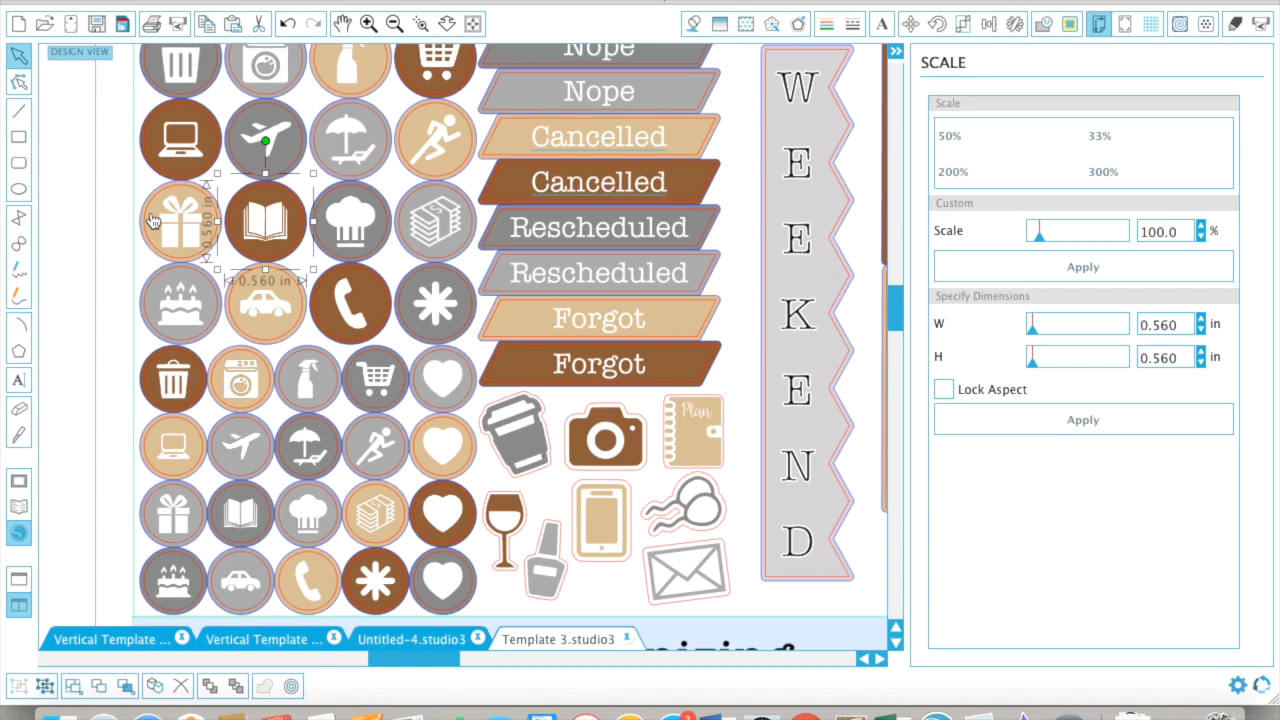 DESIGN VIEW
Nope
Nope
Cancelled
Cancelled
Rescheduled
Rescheduled
Forgot
Forgot
Plan
W
E
E
K
E
N
D
0.560 in
0.560 in
SCALE
Scale
50%
33%
200%
300%
Custom
Scale
100.0
%
Apply
Specify Dimensions
W
0.560
in
H
0.560
in
Lock Aspect
Apply
Vertical Template ...
x
Vertical Template ...
x
Untitled-4.studio3
x
Template 3.studio3
x